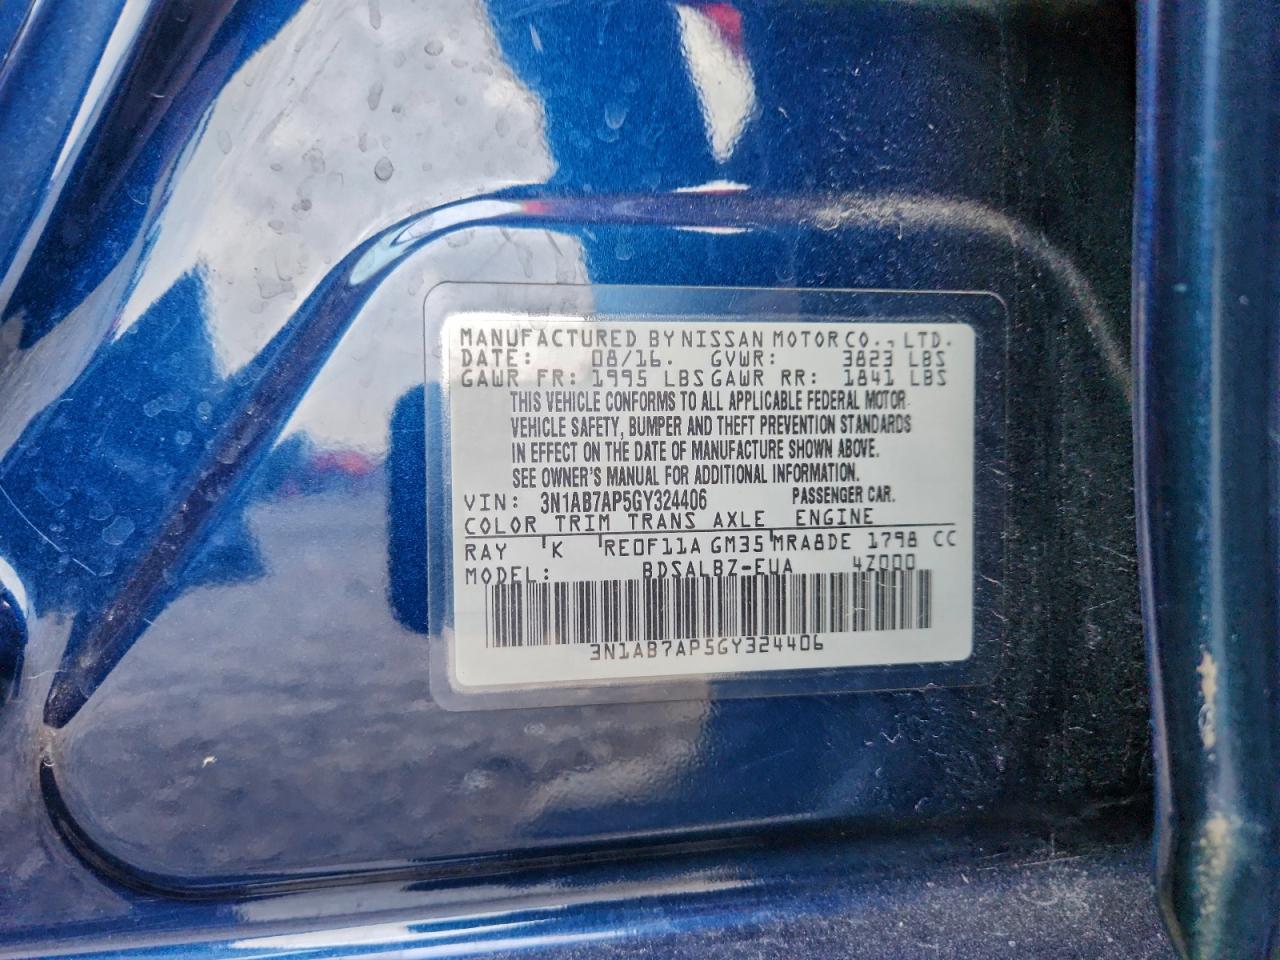 MANUFACTURED BY NISSAN MOTOR CO., LTD.
DATE: 08/16. GVWR: 3823 LBS
GAWR FR: 1995 LBS GAWR RR: 1841 LBS
THIS VEHICLE CONFORMS TO ALL APPLICABLE FEDERAL MOTOR
VEHICLE SAFETY, BUMPER AND THEFT PREVENTION STANDARDS
IN EFFECT ON THE DATE OF MANUFACTURE SHOWN ABOVE.
SEE OWNER'S MANUAL FOR ADDITIONAL INFORMATION.
VIN: 3N1AB7AP5GY324406 PASSENGER CAR.
COLOR TRIM TRANS AXLE ENGINE
RAY K RE0F11A GM35 MRA8DE 1798 CC
MODEL: BDSALBZ-EUA 4Z000
3N1AB7AP5GY324406